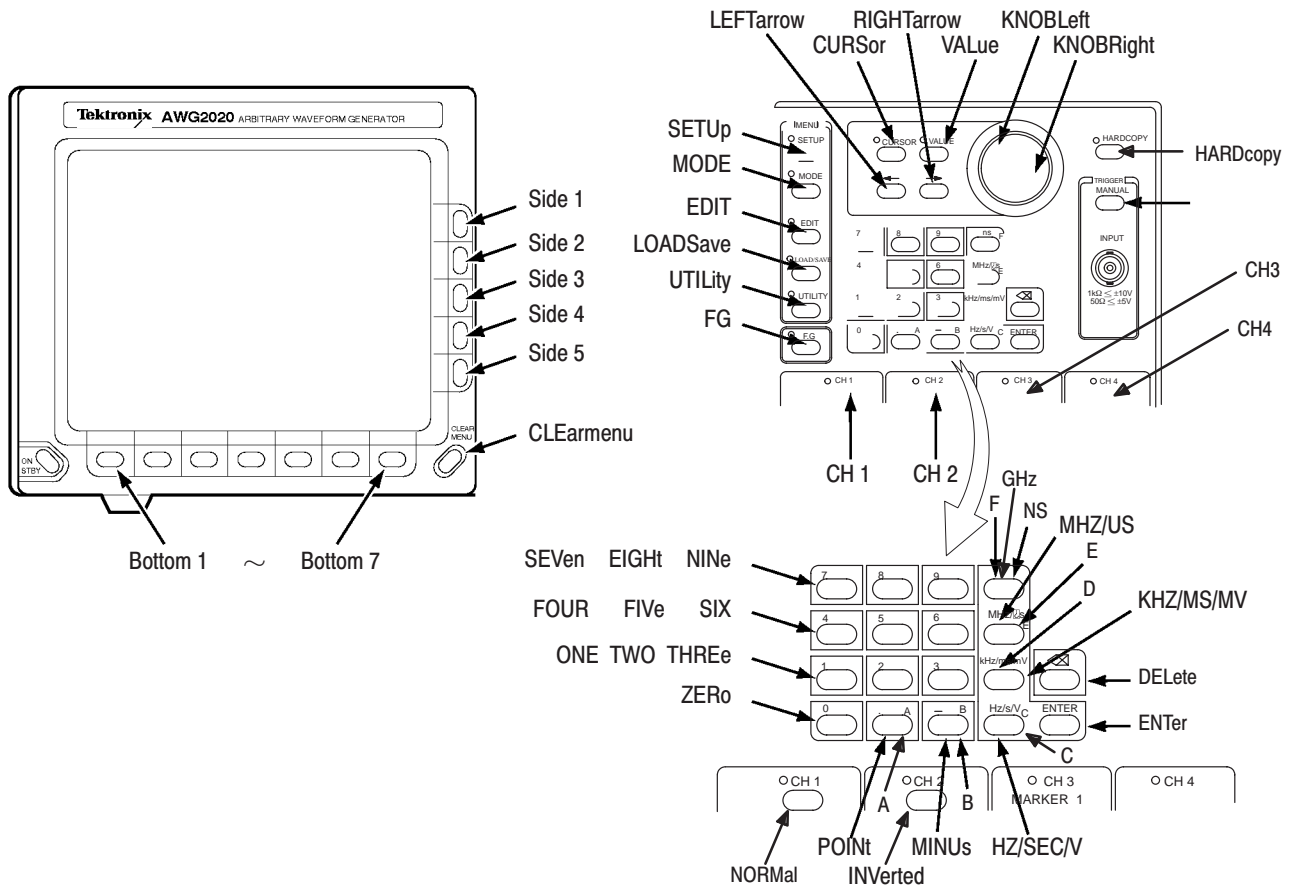 LEFTarrow RIGHTarrow KNOBLeft
CURSor VALue KNOBRight
Tektronix AWG2020 ARBITRARY WAVEFORM GENERATOR
Side 1
Side 2
Side 3
Side 4
Side 5
CLEAR
MENU
CLEarmenu
ON
STBY
Bottom 1 ~ Bottom 7
SETUp
MODE
EDIT
LOADSave
UTILity
FG
MENU
SETUP
MODE
EDIT
LOAD/SAVE
UTILITY
F.G
CURSOR VALUE
HARDCOPY
HARDcopy
TRIGGER
MANUAL
INPUT
1kΩ ≤ ±10V
50Ω ≤ ±5V
7 8 9 ns F
4 6 MHz/ s E
1 2 3 kHz/ms/mV
0 . A – B Hz/s/V C ENTER
CH3
CH4
CH 1 CH 2 CH 3 CH 4
CH 1 CH 2
GHz
F NS
MHZ/US
E
D
KHZ/MS/MV
SEVen EIGHt NINe
FOUR FIVe SIX
ONE TWO THREe
ZERo
7 8 9
4 5 6 MHz/ s E
1 2 3 kHz/ms/mV
0 . A – B Hz/s/V C ENTER
DELete
ENTer
C
CH 1 CH 2 CH 3 CH 4
MARKER 1
A B
POINt MINUs HZ/SEC/V
NORMal INVerted